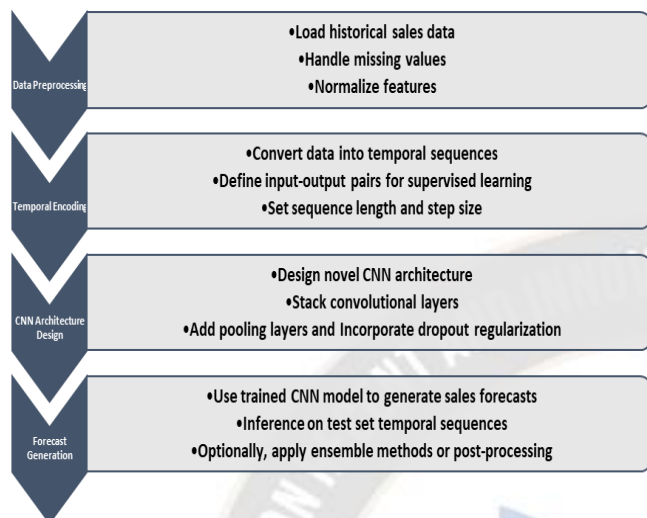 Data Preprocessing
•Load historical sales data
•Handle missing values
•Normalize features
Temporal Encoding
•Convert data into temporal sequences
•Define input-output pairs for supervised learning
•Set sequence length and step size
CNN Architecture
Design
•Design novel CNN architecture
•Stack convolutional layers
•Add pooling layers and Incorporate dropout regularization
Forecast
Generation
•Use trained CNN model to generate sales forecasts
•Inference on test set temporal sequences
•Optionally, apply ensemble methods or post-processing